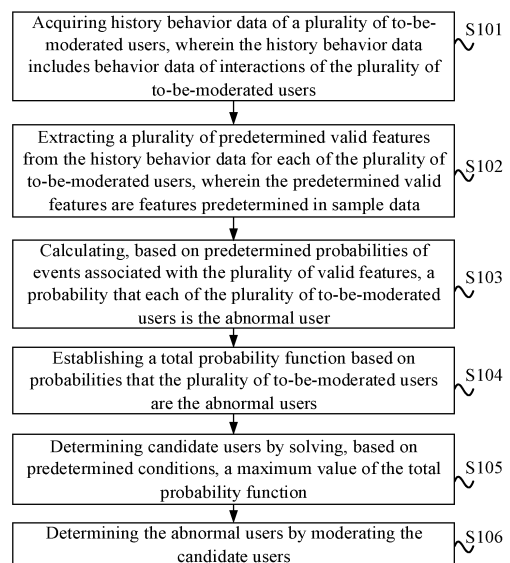 Acquiring history behavior data of a plurality of to-be-
moderated users, wherein the history behavior data
includes behavior data of interactions of the plurality of
to-be-moderated users
S101
Extracting a plurality of predetermined valid features
from the history behavior data for each of the plurality of
to-be-moderated users, wherein the predetermined valid
features are features predetermined in sample data
S102
Calculating, based on predetermined probabilities of
events associated with the plurality of valid features, a
probability that each of the plurality of to-be-moderated
users is the abnormal user
S103
Establishing a total probability function based on
probabilities that the plurality of to-be-moderated users
are the abnormal users
S104
Determining candidate users by solving, based on
predetermined conditions, a maximum value of the total
probability function
S105
Determining the abnormal users by moderating the
candidate users
S106